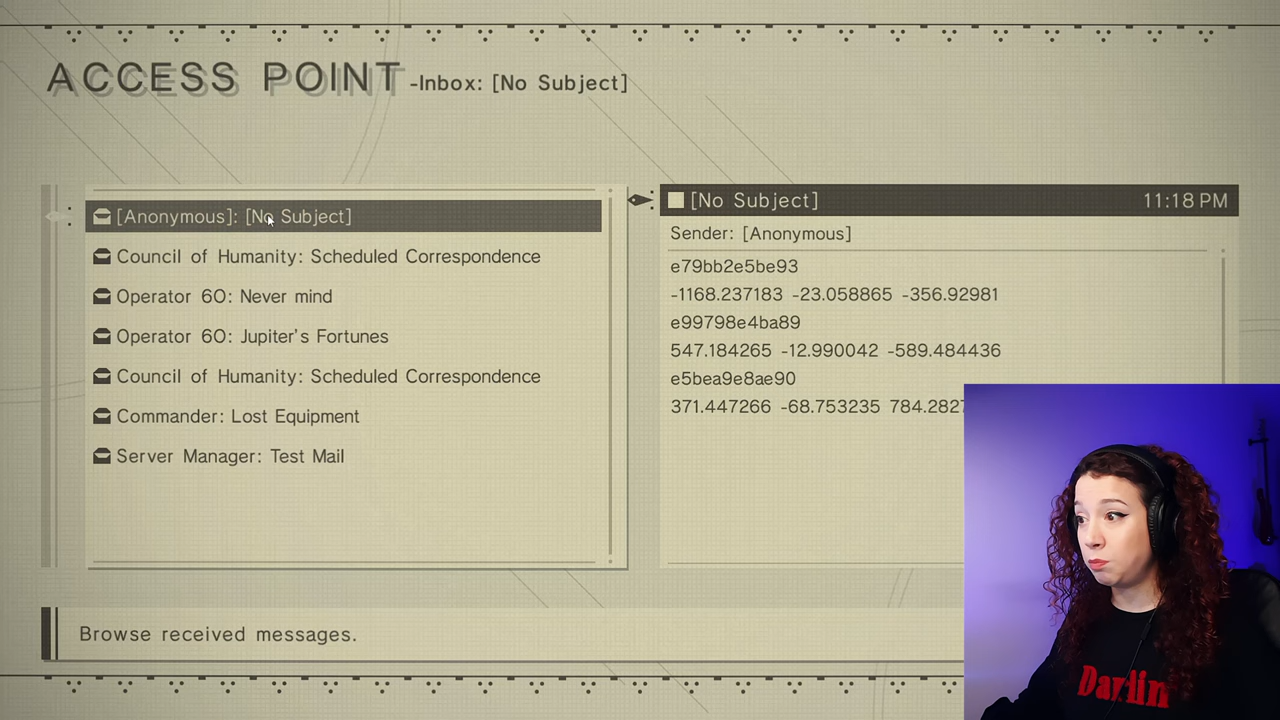 ACCESS POINT -Inbox: [No Subject]
[Anonymous]: [No Subject]
Council of Humanity: Scheduled Correspondence
Operator 6O: Never mind
Operator 6O: Jupiter's Fortunes
Council of Humanity: Scheduled Correspondence
Commander: Lost Equipment
Server Manager: Test Mail
[No Subject] 11:18 PM
Sender: [Anonymous]
e79bb2e5be93
-1168.237183 -23.058865 -356.92981
e99798e4ba89
547.184265 -12.990042 -589.484436
e5bea9e8ae90
371.447266 -68.753235 784.2827
Browse received messages.
Darlin